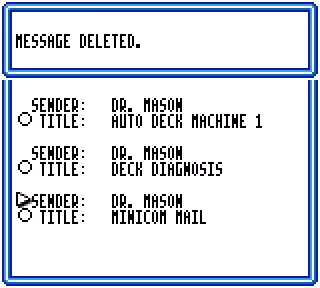 MESSAGE DELETED.
SENDER: DR. MASON
TITLE: AUTO DECK MACHINE 1
SENDER: DR. MASON
TITLE: DECK DIAGNOSIS
SENDER: DR. MASON
TITLE: MINICOM MAIL